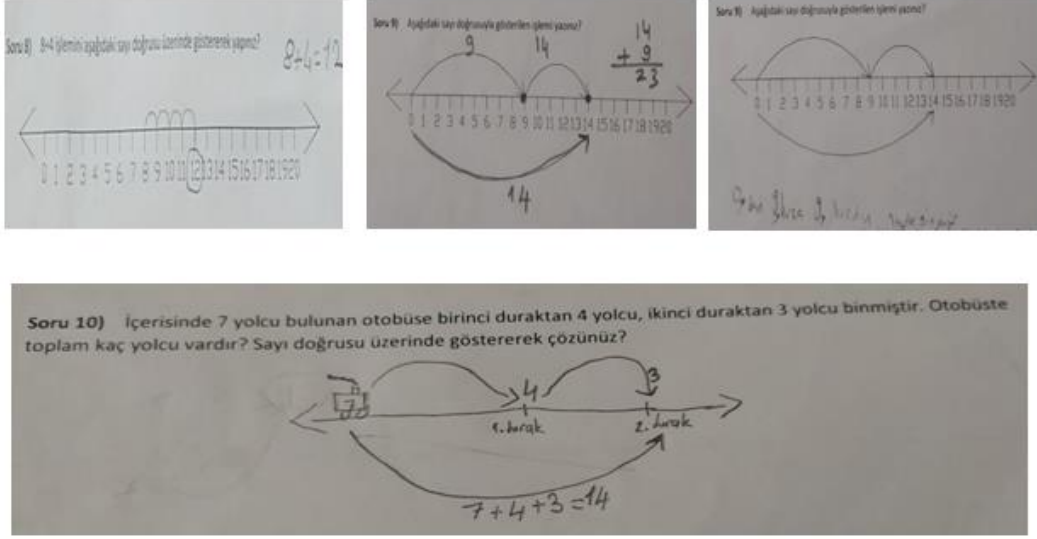 Soru 8) 8+4 işlemini aşağıdaki sayı doğrusu üzerinde göstererek yapınız?
8+4=12
0 1 2 3 4 5 6 7 8 9 10 11 12 13 14 15 16 17 18 19 20
Soru 9) Aşağıdaki sayı doğrusuyla gösterilen işlemi yazınız?
9 14
14
+ 9
23
0 1 2 3 4 5 6 7 8 9 10 11 12 13 14 15 16 17 18 19 20
14
Soru 9) Aşağıdaki sayı doğrusuyla gösterilen işlemi yazınız?
0 1 2 3 4 5 6 7 8 9 10 11 12 13 14 15 16 17 18 19 20
Soru 10) İçerisinde 7 yolcu bulunan otobüse birinci duraktan 4 yolcu, ikinci duraktan 3 yolcu binmiştir. Otobüste
toplam kaç yolcu vardır? Sayı doğrusu üzerinde göstererek çözünüz?
7 4 3
1. durak 2. durak
7+4+3=14